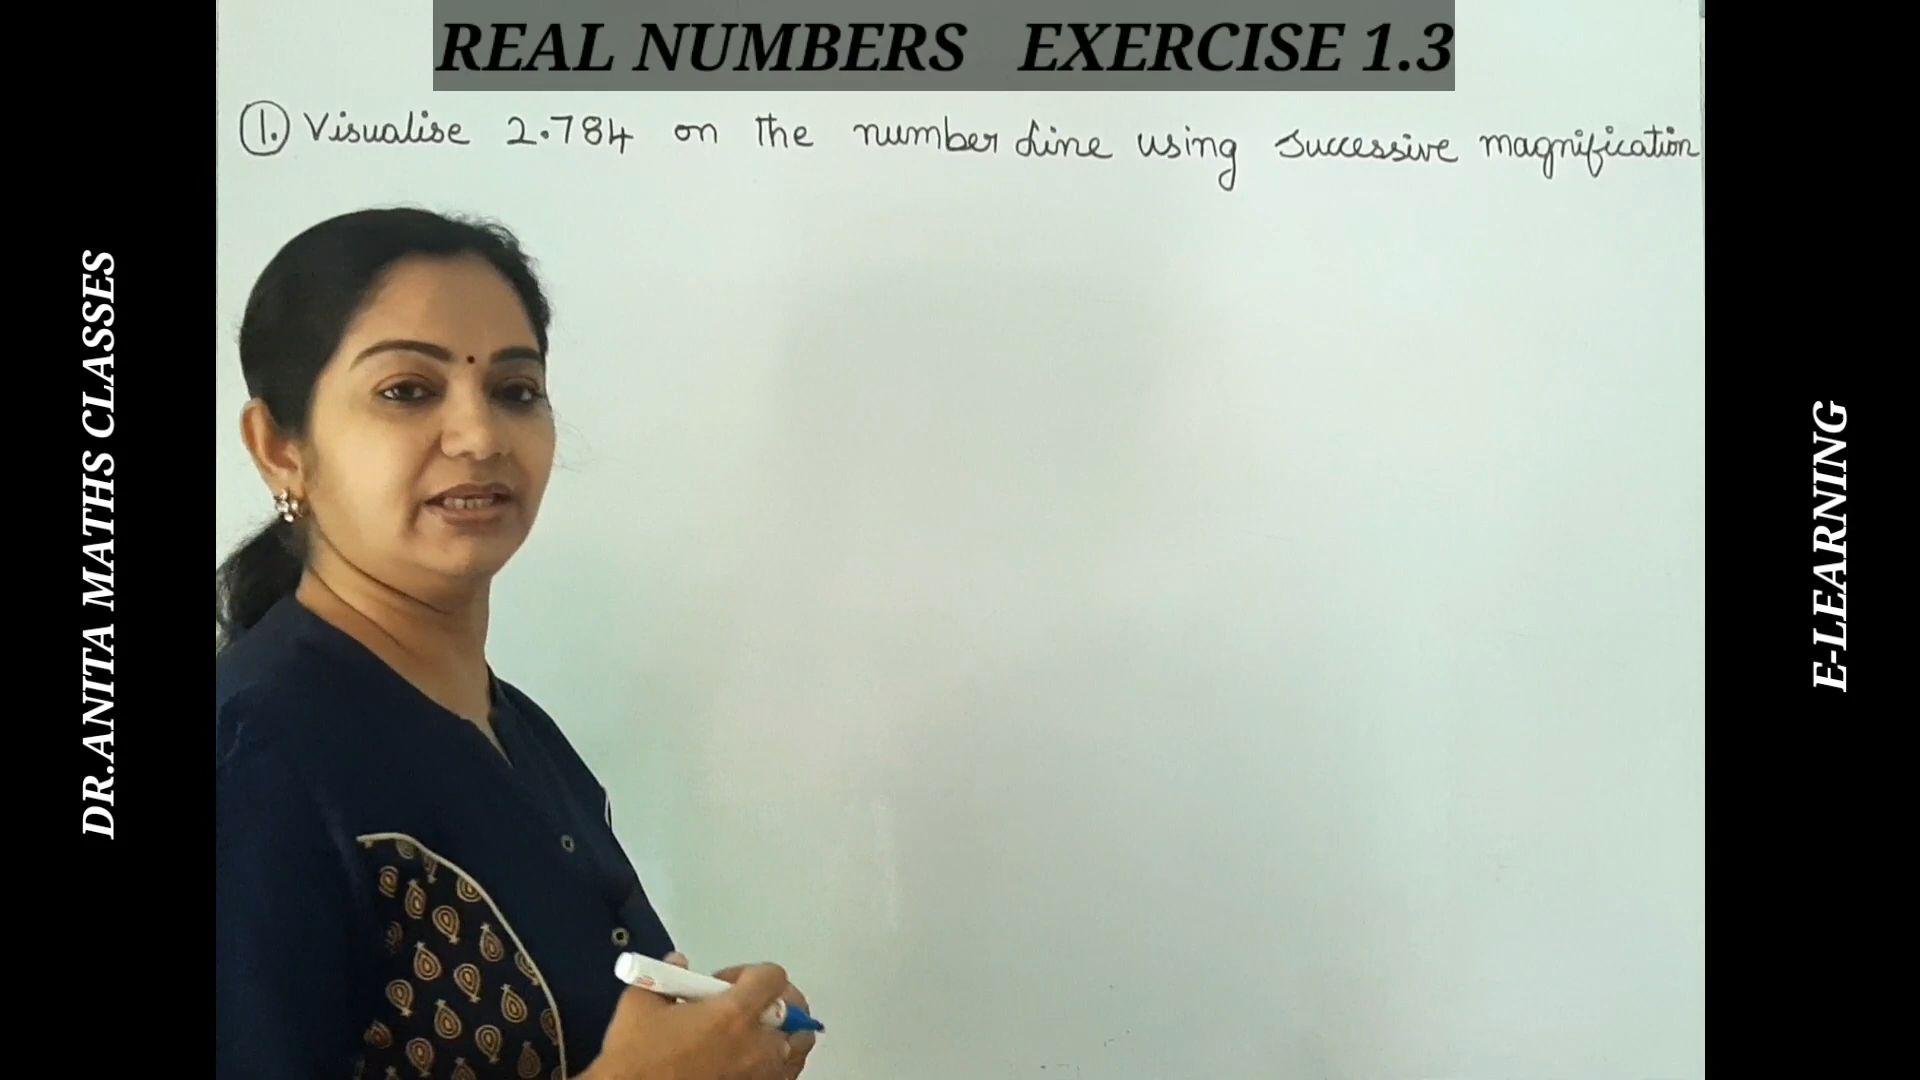 REAL NUMBERS EXERCISE 1.3
1. Visualise 2.784 on the number line using successive magnification
DR.ANITA MATHS CLASSES
E-LEARNING